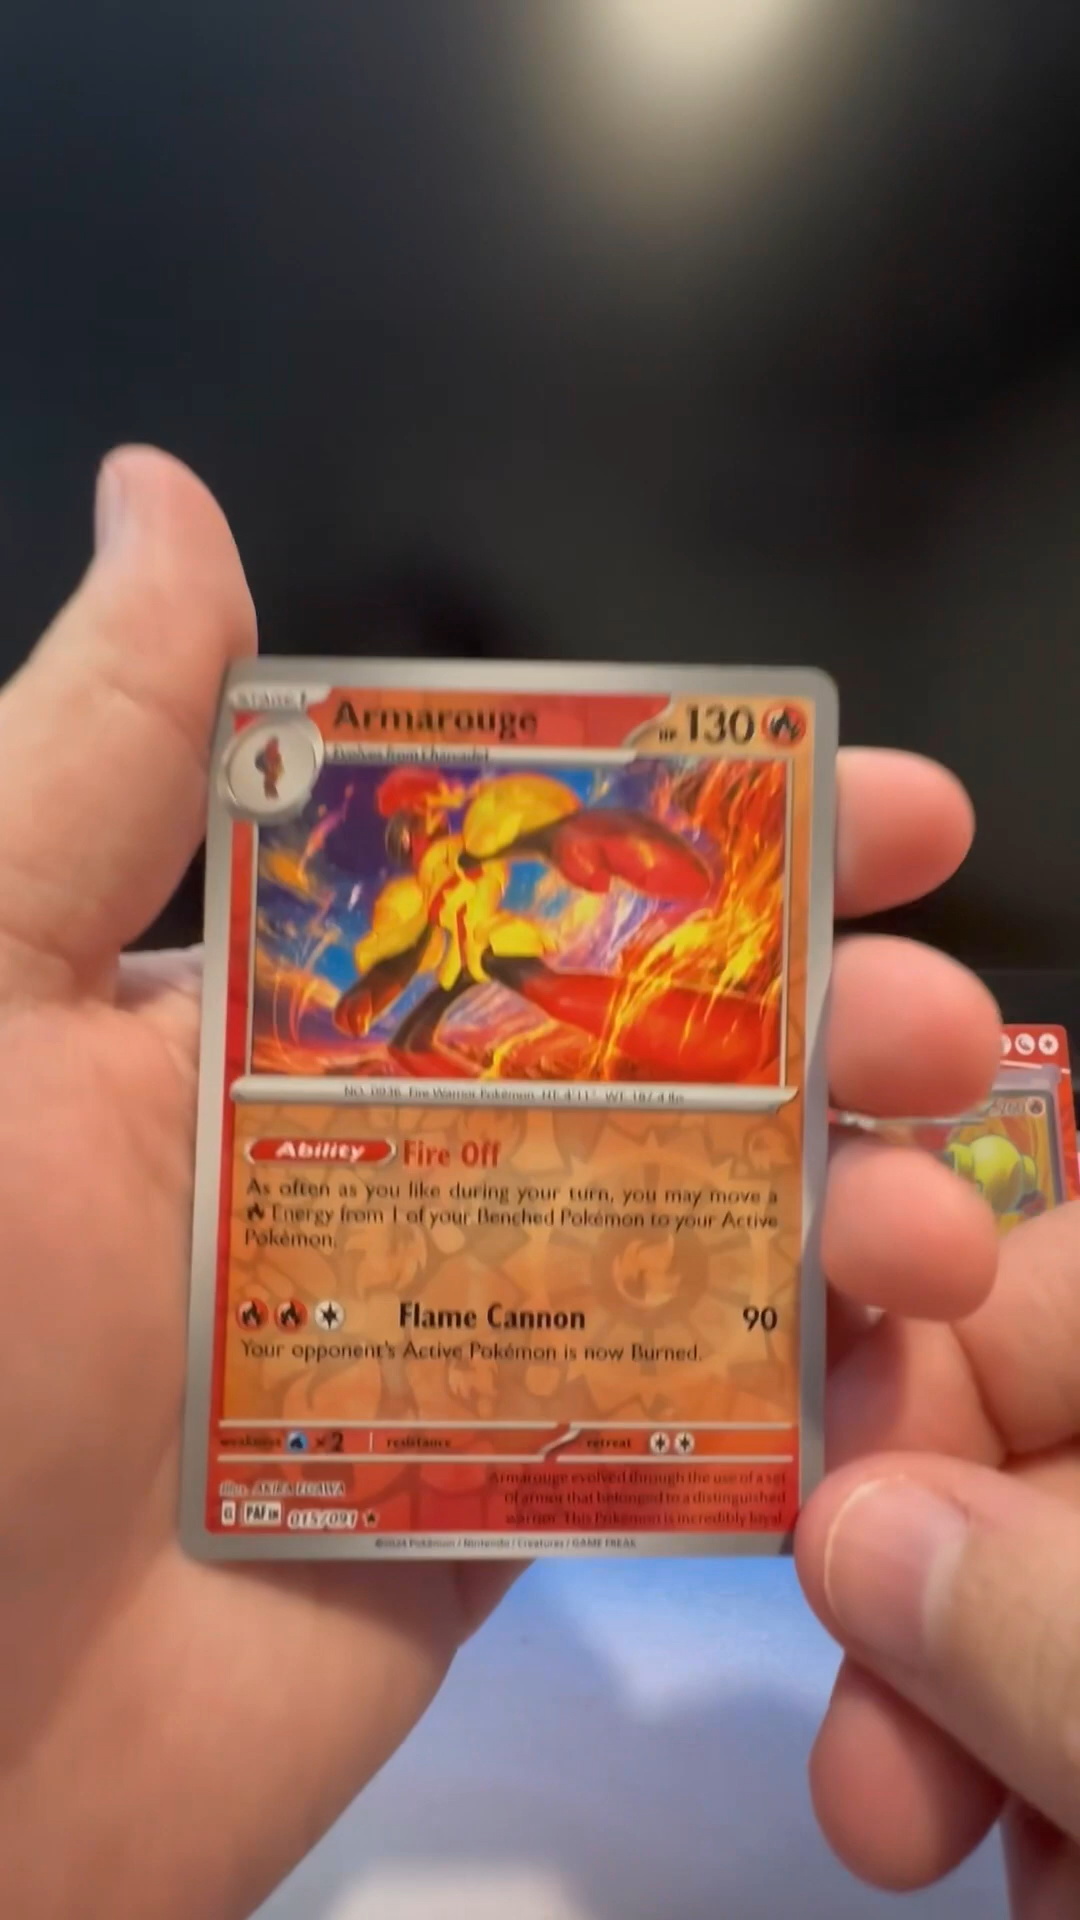 STAGE 1
Armarouge
HP 130
Evolves from Charcadet
NO. 0936 Fire Warrior Pokémon HT: 4'11" WT: 187.4 lbs
Ability Fire Off
As often as you like during your turn, you may move a
Energy from 1 of your Benched Pokémon to your Active
Pokémon.
Flame Cannon 90
Your opponent's Active Pokémon is now Burned.
weakness ×2 resistance retreat
Illus. AKIRA EGAWA
G PAF EN 015/091
Armarouge evolved through the use of a set
of armor that belonged to a distinguished
warrior. This Pokémon is incredibly loyal.
©2024 Pokémon / Nintendo / Creatures / GAME FREAK